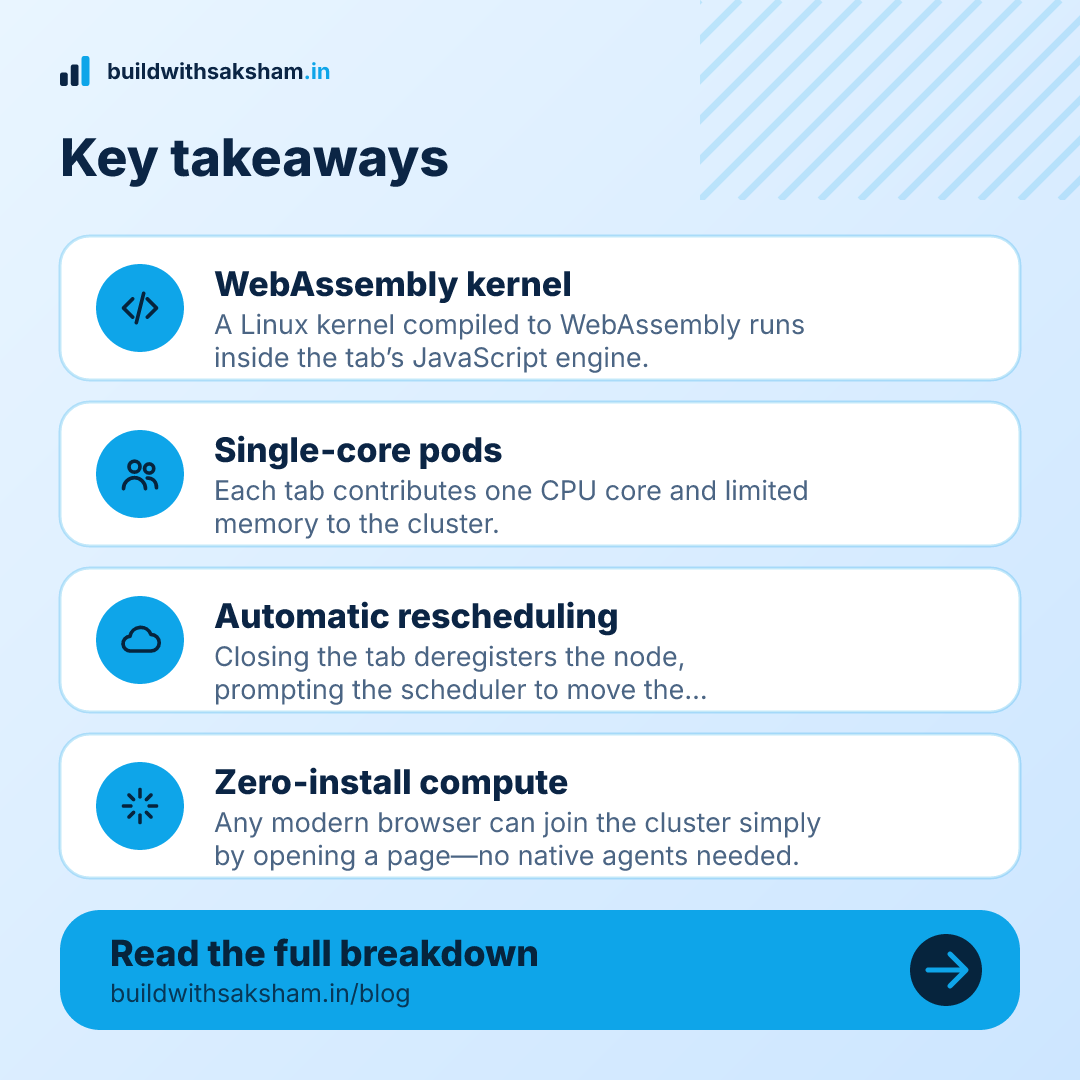 buildwithsaksham.in
Key takeaways
WebAssembly kernel
A Linux kernel compiled to WebAssembly runs
inside the tab’s JavaScript engine.
Single-core pods
Each tab contributes one CPU core and limited
memory to the cluster.
Automatic rescheduling
Closing the tab deregisters the node,
prompting the scheduler to move the...
Zero-install compute
Any modern browser can join the cluster simply
by opening a page—no native agents needed.
Read the full breakdown
buildwithsaksham.in/blog